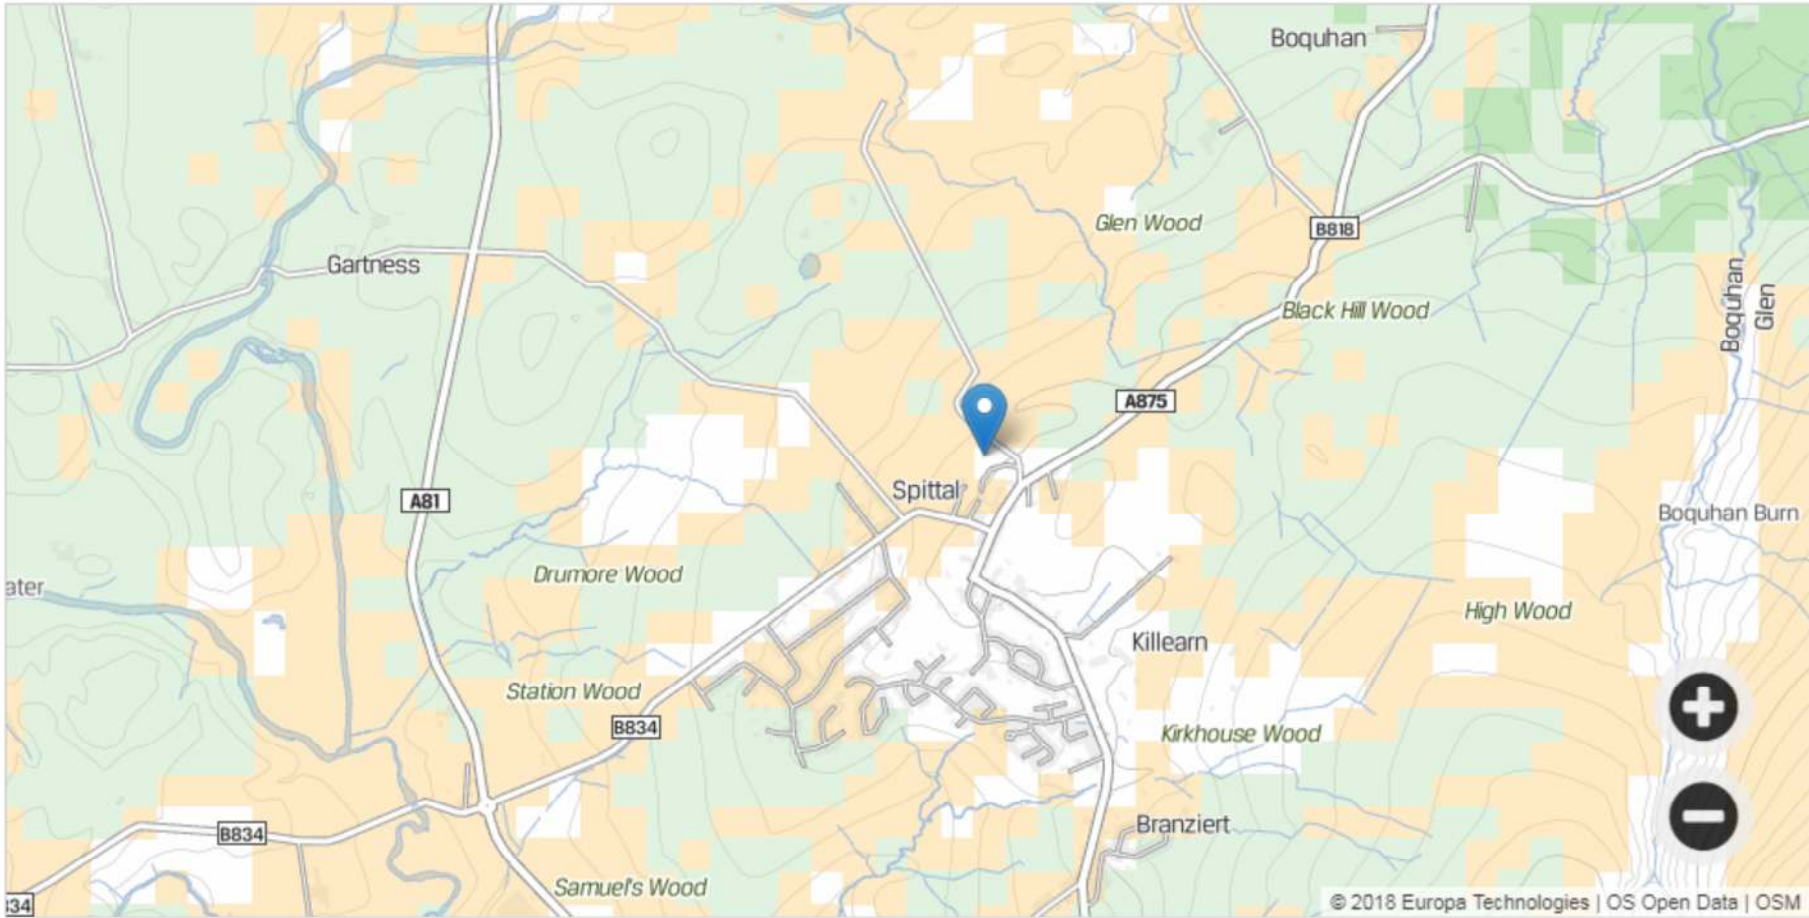 Boquhan
Glen Wood
B818
Gartness
Black Hill Wood
Boquhan
Glen
A875
A81
Spittal
Boquhan Burn
Drumore Wood
ater
High Wood
Killearn
Station Wood
B834
Kirkhouse Wood
B834
Branziert
Samuel's Wood
34
© 2018 Europa Technologies | OS Open Data | OSM